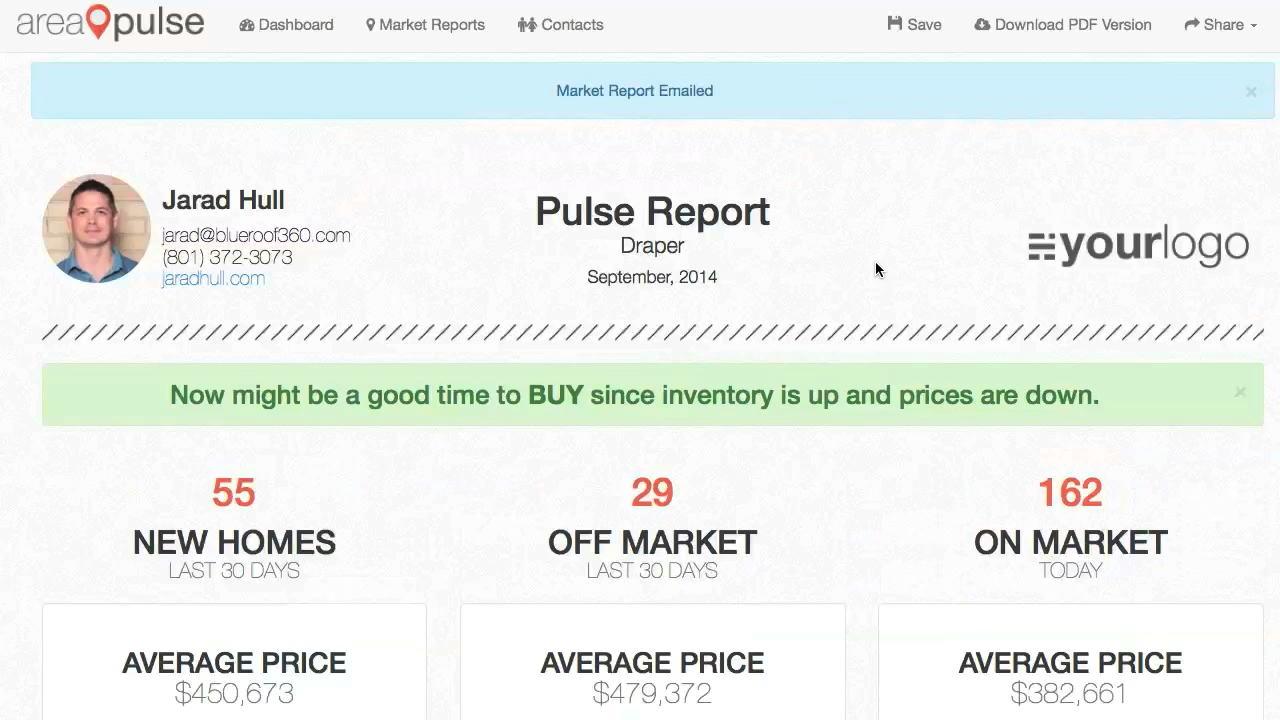 areapulse Dashboard Market Reports Contacts Save Download PDF Version Share
Market Report Emailed ×
Jarad Hull
jarad@blueroof360.com
(801) 372-3073
jaradhull.com
Pulse Report
Draper
September, 2014
yourlogo
Now might be a good time to BUY since inventory is up and prices are down. ×
55
NEW HOMES
LAST 30 DAYS
AVERAGE PRICE
$450,673
29
OFF MARKET
LAST 30 DAYS
AVERAGE PRICE
$479,372
162
ON MARKET
TODAY
AVERAGE PRICE
$382,661